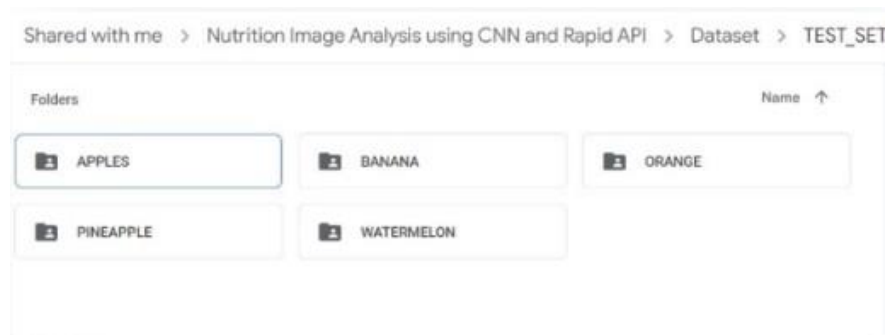 Shared with me > Nutrition Image Analysis using CNN and Rapid API > Dataset > TEST_SET
Folders Name ↑
APPLES BANANA ORANGE
PINEAPPLE WATERMELON